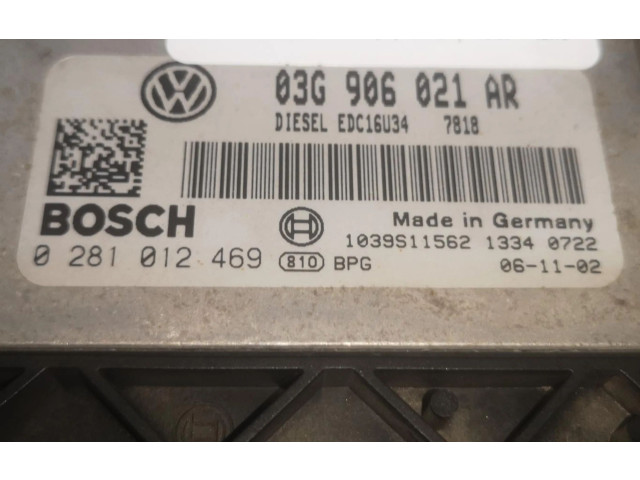 03G 906 021 AR
DIESEL EDC16U34 7818
BOSCH
Made in Germany
0 281 012 469
1039S11562 1334 0722
810 BPG
06-11-02